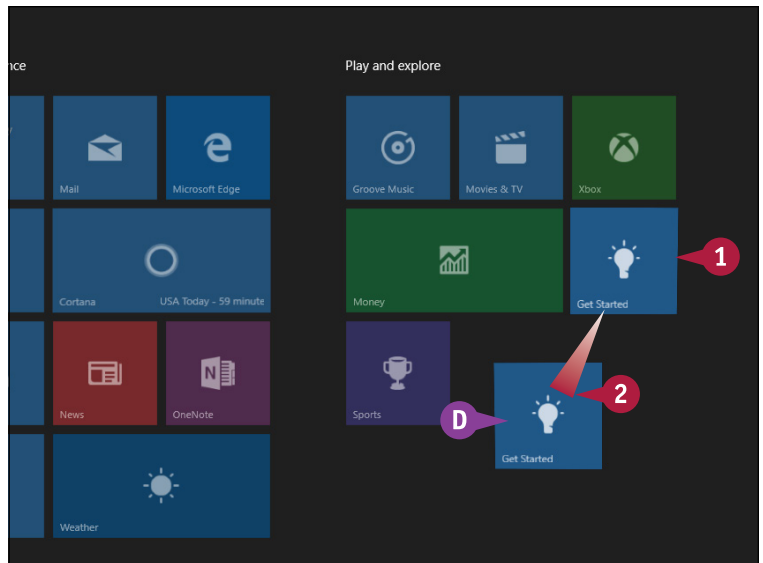 nce
Play and explore
Mail
Microsoft Edge
Groove Music
Movies & TV
Xbox
Cortana
USA Today - 59 minute
Money
Get Started
1
News
N
OneNote
Sports
2
D
Get Started
Weather